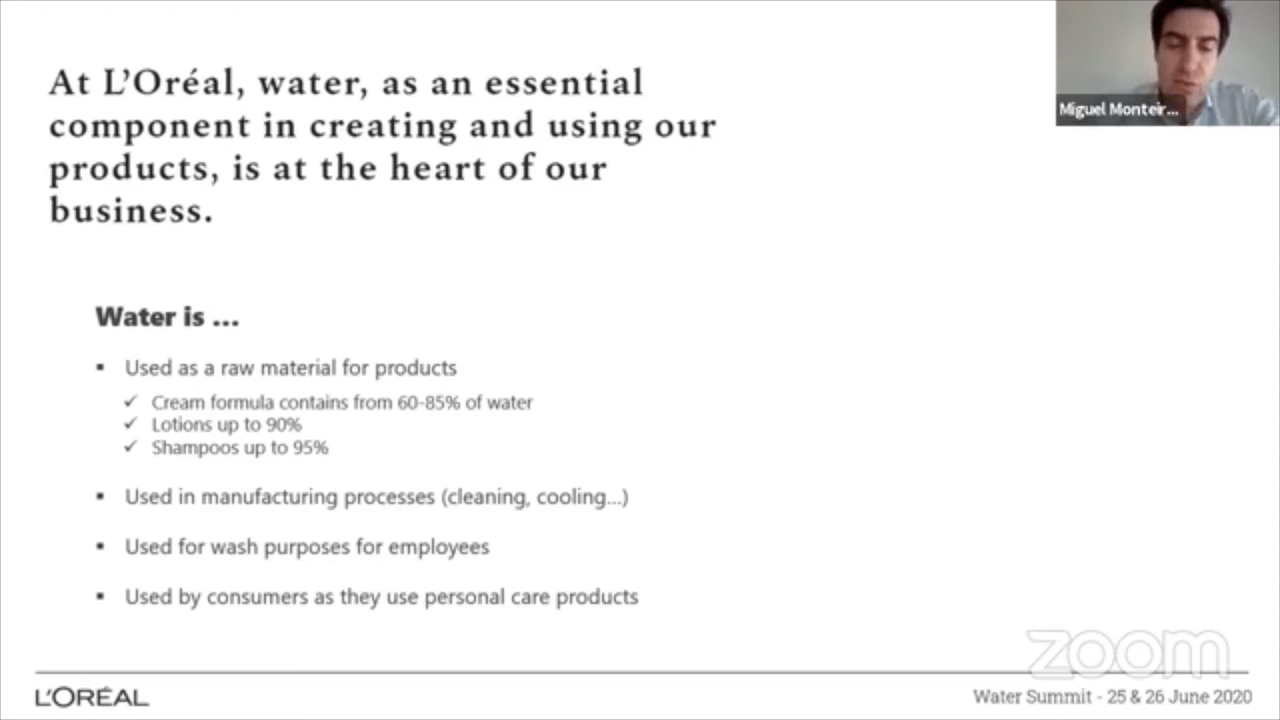 At L'Oréal, water, as an essential
component in creating and using our
products, is at the heart of our
business.
Miguel Monteir...
Water is ...
▪ Used as a raw material for products
✓ Cream formula contains from 60-85% of water
✓ Lotions up to 90%
✓ Shampoos up to 95%
▪ Used in manufacturing processes (cleaning, cooling...)
▪ Used for wash purposes for employees
▪ Used by consumers as they use personal care products
zoom
L'ORÉAL
Water Summit - 25 & 26 June 2020